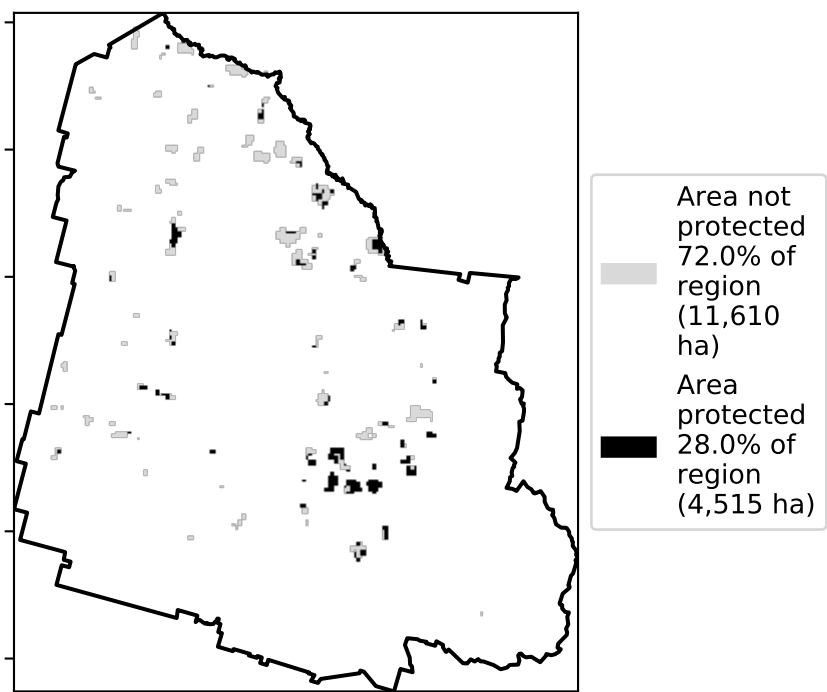 Area not
protected
72.0% of
region
(11,610
ha)
Area
protected
28.0% of
region
(4,515 ha)